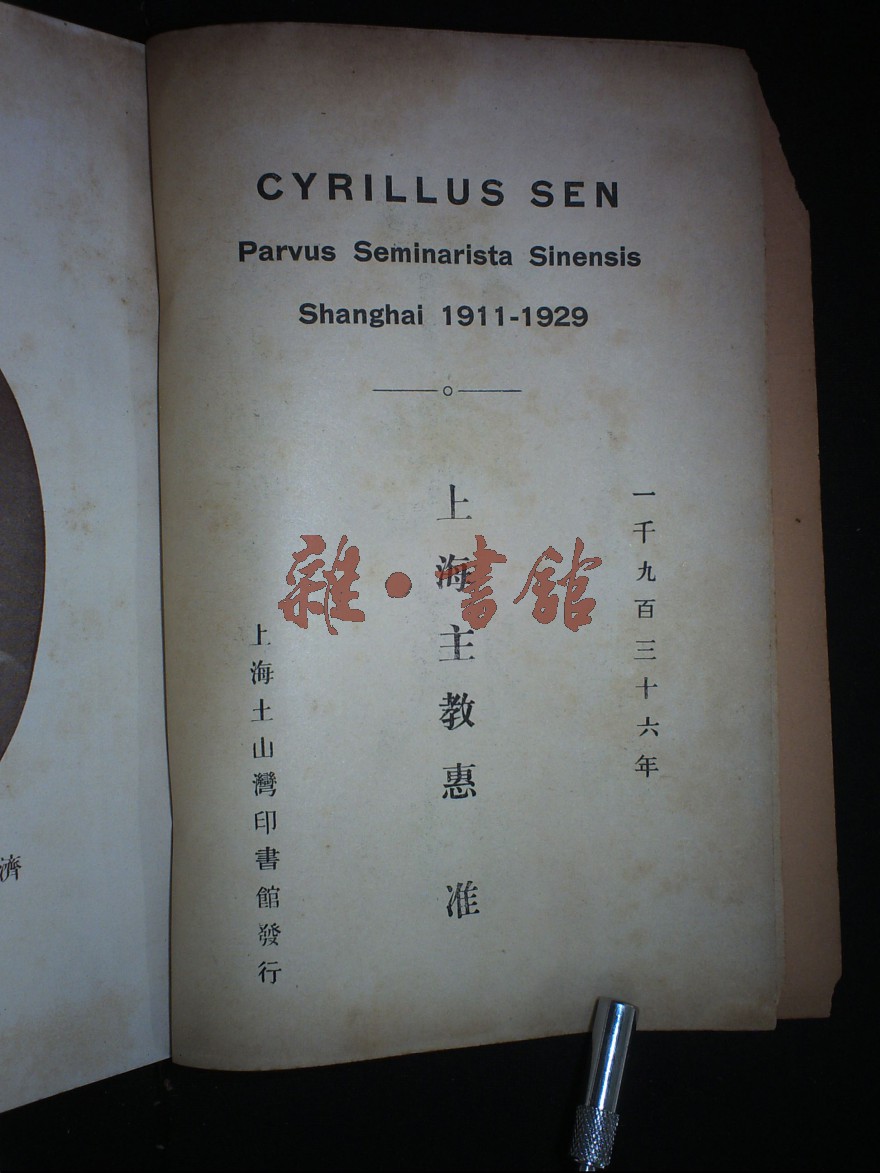 CYRILLUS SEN
Parvus Seminarista Sinensis
Shanghai 1911-1929
一千九百三十六年
上海主教惠准
上海土山灣印書館發行
雜·書館
濟